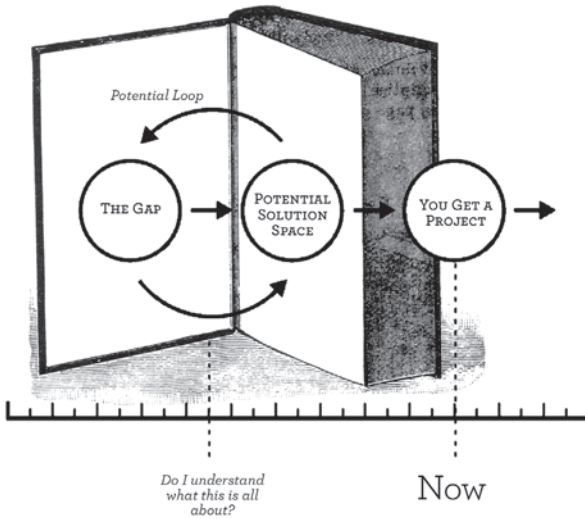 Potential Loop
The Gap
Potential
Solution
Space
You Get a
Project
Do I understand
what this is all
about?
Now